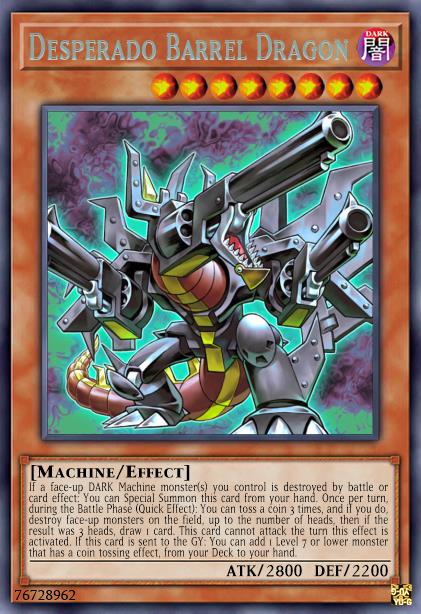 DESPERADO BARREL DRAGON
DARK
闇
[MACHINE/EFFECT]
If a face-up DARK Machine monster(s) you control is destroyed by battle or
card effect: You can Special Summon this card from your hand. Once per turn,
during the Battle Phase (Quick Effect): You can toss a coin 3 times, and if you do,
destroy face-up monsters on the field, up to the number of heads, then if the
result was 3 heads, draw 1 card. This card cannot attack the turn this effect is
activated. If this card is sent to the GY: You can add 1 Level 7 or lower monster
that has a coin tossing effect, from your Deck to your hand.
ATK/2800 DEF/2200
76728962